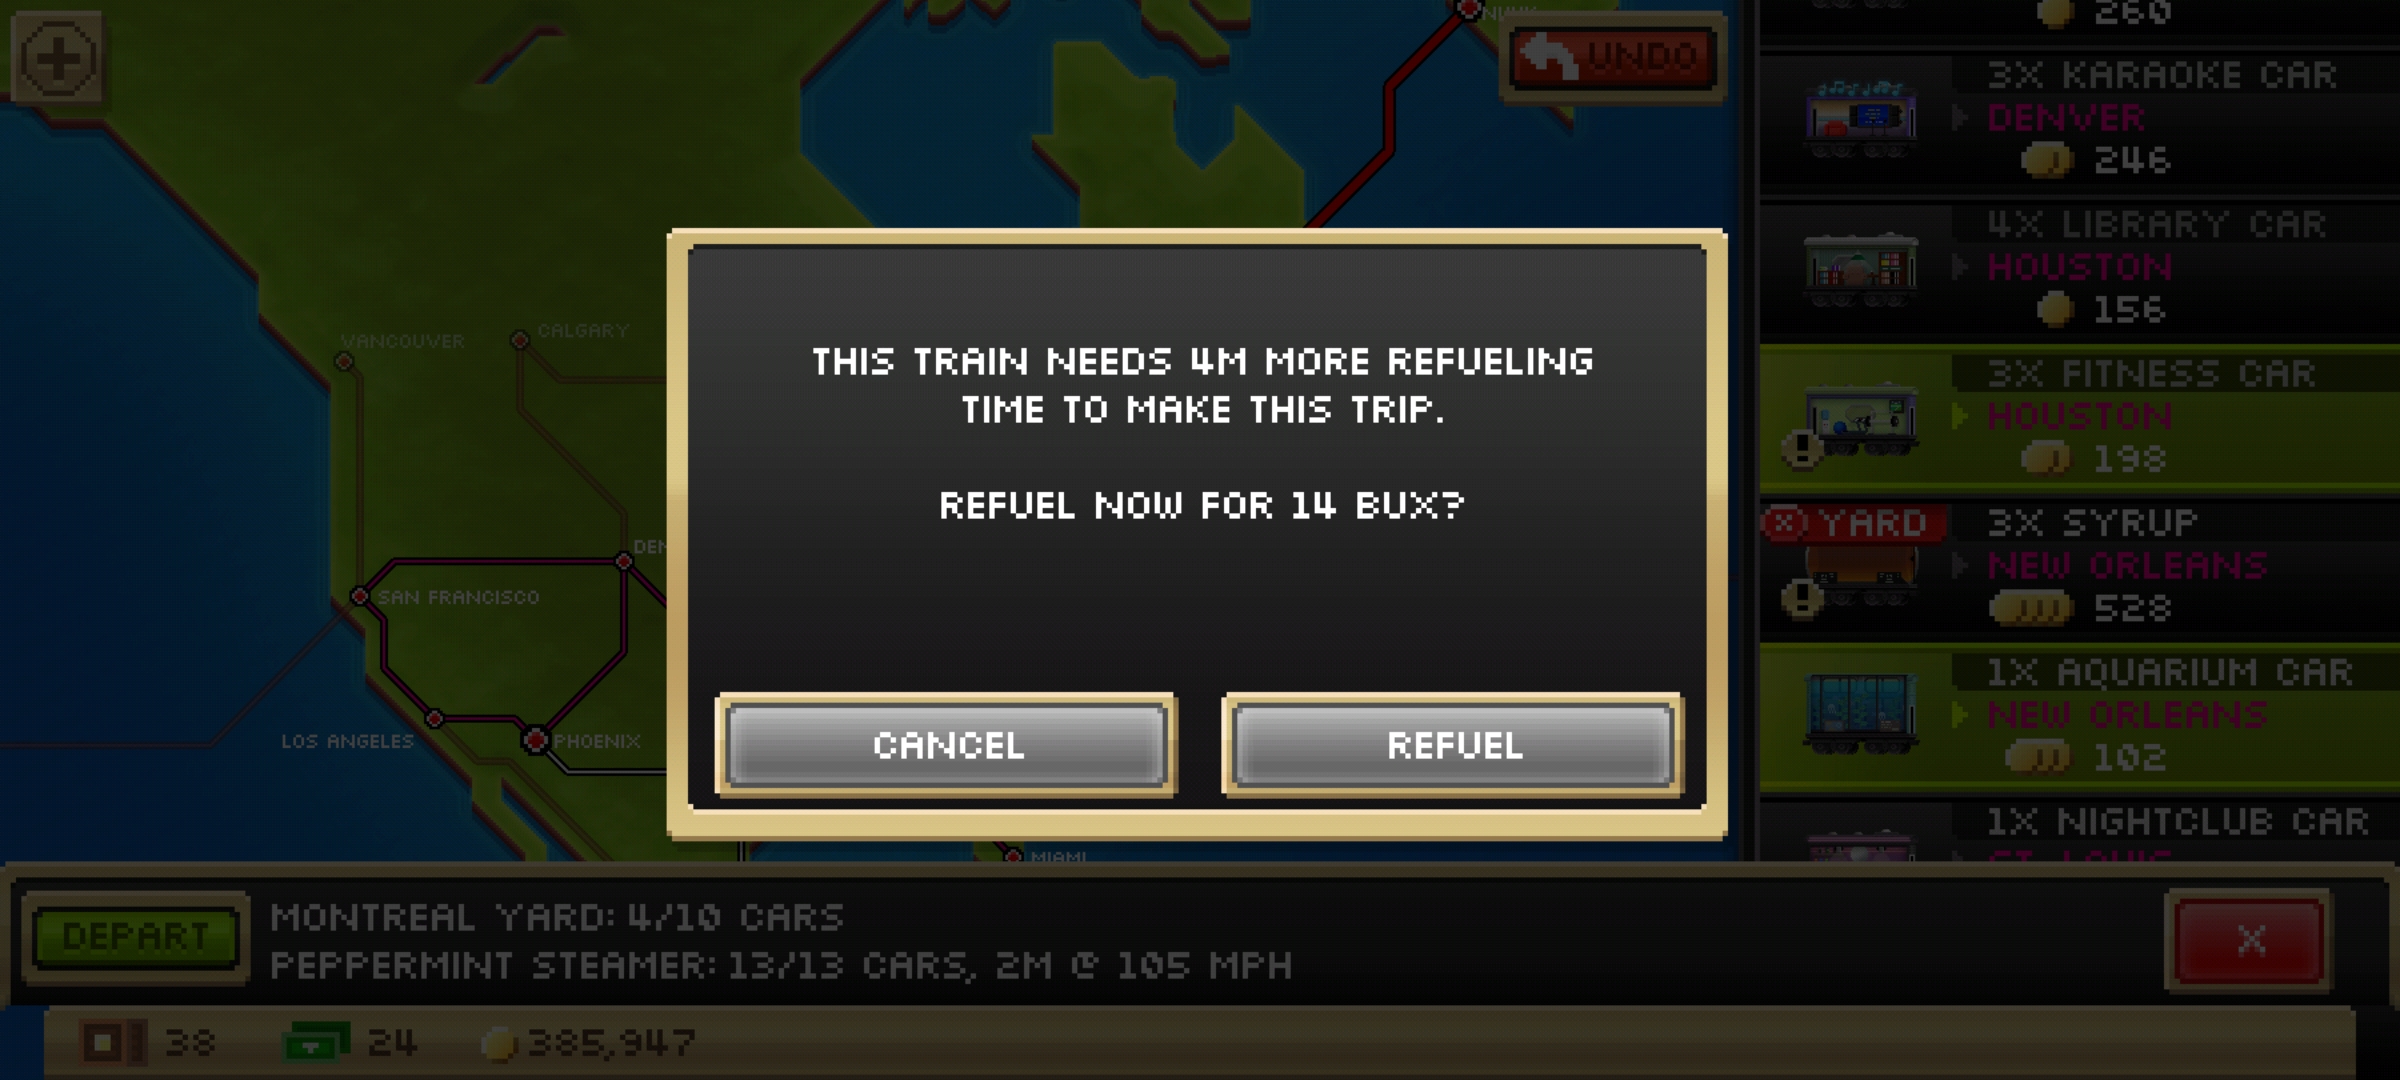 NUUK
UNDO
VANCOUVER
CALGARY
SAN FRANCISCO
LOS ANGELES
PHOENIX
DEN
MIAMI
THIS TRAIN NEEDS 4M MORE REFUELING
TIME TO MAKE THIS TRIP.
REFUEL NOW FOR 14 BUX?
CANCEL
REFUEL
260
3X KARAOKE CAR
DENVER
246
4X LIBRARY CAR
HOUSTON
156
3X FITNESS CAR
HOUSTON
198
X YARD
3X SYRUP
NEW ORLEANS
528
1X AQUARIUM CAR
NEW ORLEANS
102
1X NIGHTCLUB CAR
ST. LOUIS
DEPART
MONTREAL YARD: 4/10 CARS
PEPPERMINT STEAMER: 13/13 CARS, 2M @ 105 MPH
X
38
24
385,947